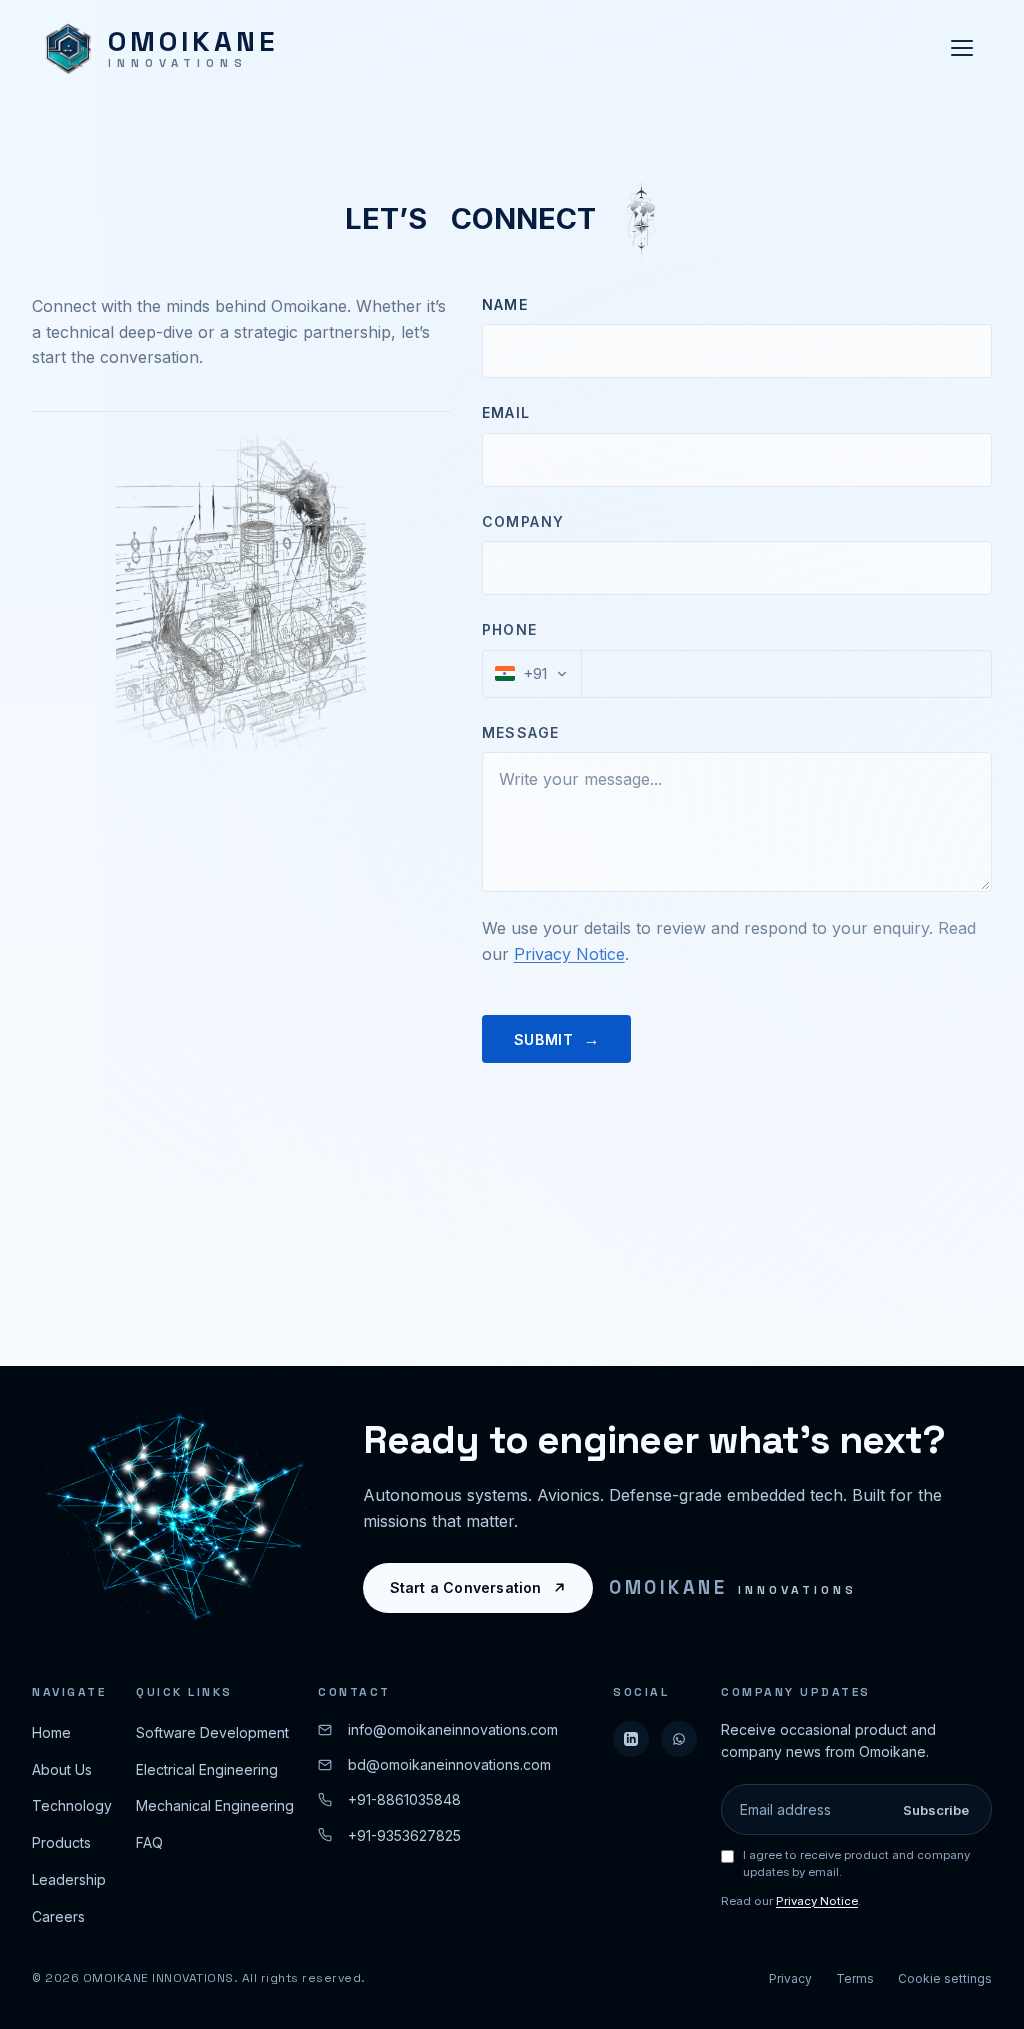 OMOIKANE
INNOVATIONS
LET’S CONNECT
Connect with the minds behind Omoikane. Whether it’s
a technical deep-dive or a strategic partnership, let’s
start the conversation.
NAME
EMAIL
COMPANY
PHONE
+91
MESSAGE
Write your message...
We use your details to review and respond to your enquiry. Read
our Privacy Notice.
SUBMIT →
Ready to engineer what’s next?
Autonomous systems. Avionics. Defense-grade embedded tech. Built for the
missions that matter.
Start a Conversation
OMOIKANE INNOVATIONS
NAVIGATE
Home
About Us
Technology
Products
Leadership
Careers
QUICK LINKS
Software Development
Electrical Engineering
Mechanical Engineering
FAQ
CONTACT
info@omoikaneinnovations.com
bd@omoikaneinnovations.com
+91-8861035848
+91-9353627825
SOCIAL
COMPANY UPDATES
Receive occasional product and
company news from Omoikane.
Email address
Subscribe
I agree to receive product and company
updates by email.
Read our Privacy Notice
© 2026 OMOIKANE INNOVATIONS. All rights reserved.
Privacy Terms Cookie settings